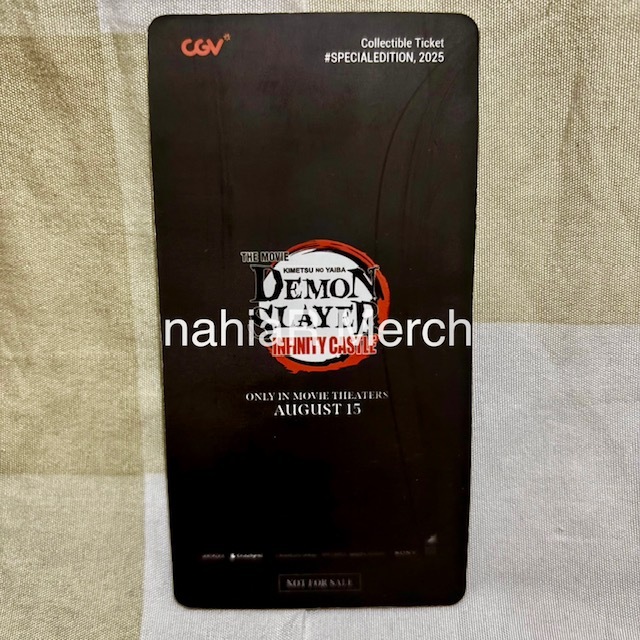 CGV
Collectible Ticket
#SPECIALEDITION, 2025
THE MOVIE
KIMETSU NO YAIBA
DEMON
SLAYER
INFINITY CASTLE
nahiaR Merch
ONLY IN MOVIE THEATERS
AUGUST 15
NOT FOR SALE